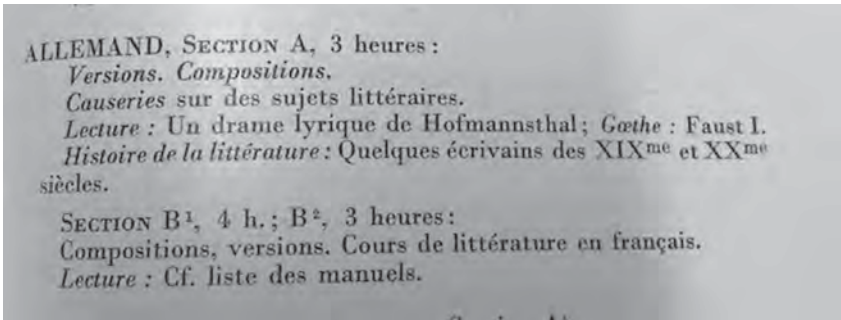 ALLEMAND, SECTION A, 3 heures :
Versions. Compositions.
Causeries sur des sujets littéraires.
Lecture : Un drame lyrique de Hofmannsthal ; Gœthe : Faust I.
Histoire de la littérature : Quelques écrivains des XIXme et XXme
siècles.
SECTION B1, 4 h. ; B2, 3 heures :
Compositions, versions. Cours de littérature en français.
Lecture : Cf. liste des manuels.